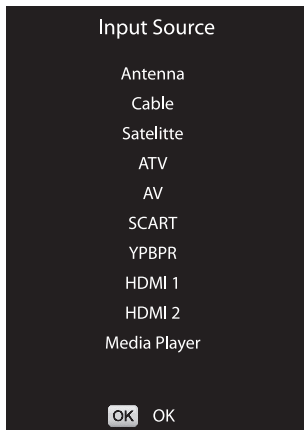 Input Source
Antenna
Cable
Satelitte
ATV
AV
SCART
YPBPR
HDMI 1
HDMI 2
Media Player
OK OK